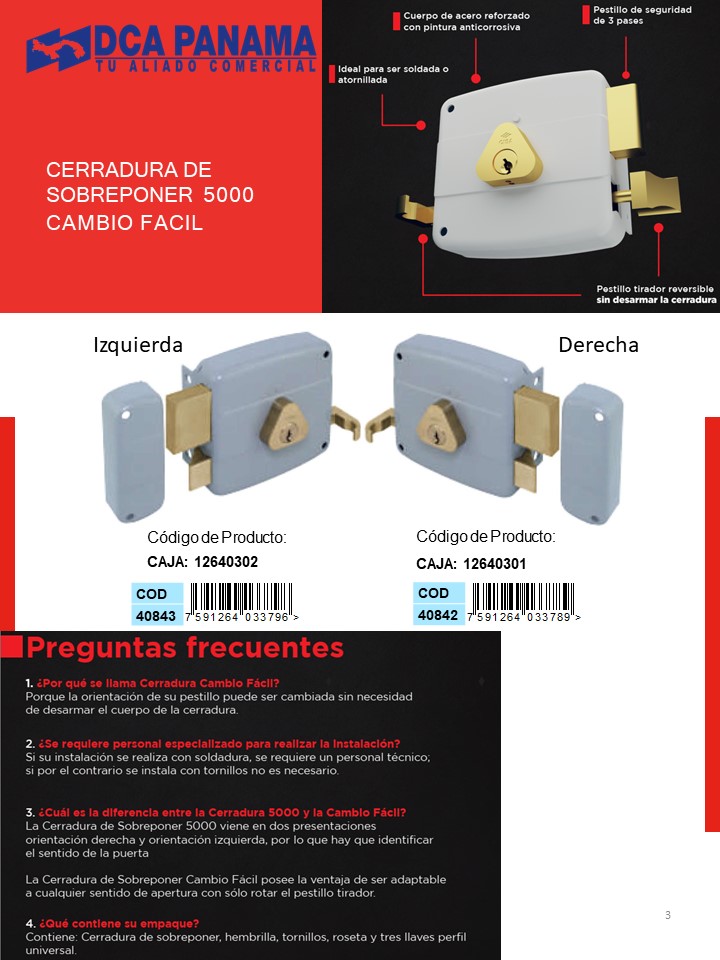 DCA PANAMA
TU ALIADO COMERCIAL
CERRADURA DE
SOBREPONER 5000
CAMBIO FACIL
Cuerpo de acero reforzado
con pintura anticorrosiva
Pestillo de seguridad
de 3 pases
Ideal para ser soldada o
atornillada
Pestillo tirador reversible
sin desarmar la cerradura
Izquierda
Derecha
Código de Producto:
CAJA: 12640302
COD
40843
7 591264 033796 >
Código de Producto:
CAJA: 12640301
COD
40842
7 591264 033789 >
Preguntas frecuentes
1. ¿Por qué se llama Cerradura Cambio Fácil?
Porque la orientación de su pestillo puede ser cambiada sin necesidad
de desarmar el cuerpo de la cerradura.
2. ¿Se requiere personal especializado para realizar la instalación?
Si su instalación se realiza con soldadura, se requiere un personal técnico;
si por el contrario se instala con tornillos no es necesario.
3. ¿Cuál es la diferencia entre la Cerradura 5000 y la Cambio Fácil?
La Cerradura de Sobreponer 5000 viene en dos presentaciones
orientación derecha y orientación izquierda, por lo que hay que identificar
el sentido de la puerta
La Cerradura de Sobreponer Cambio Fácil posee la ventaja de ser adaptable
a cualquier sentido de apertura con sólo rotar el pestillo tirador.
4. ¿Qué contiene su empaque?
Contiene: Cerradura de sobreponer, hembrilla, tornillos, roseta y tres llaves perfil
universal.
3